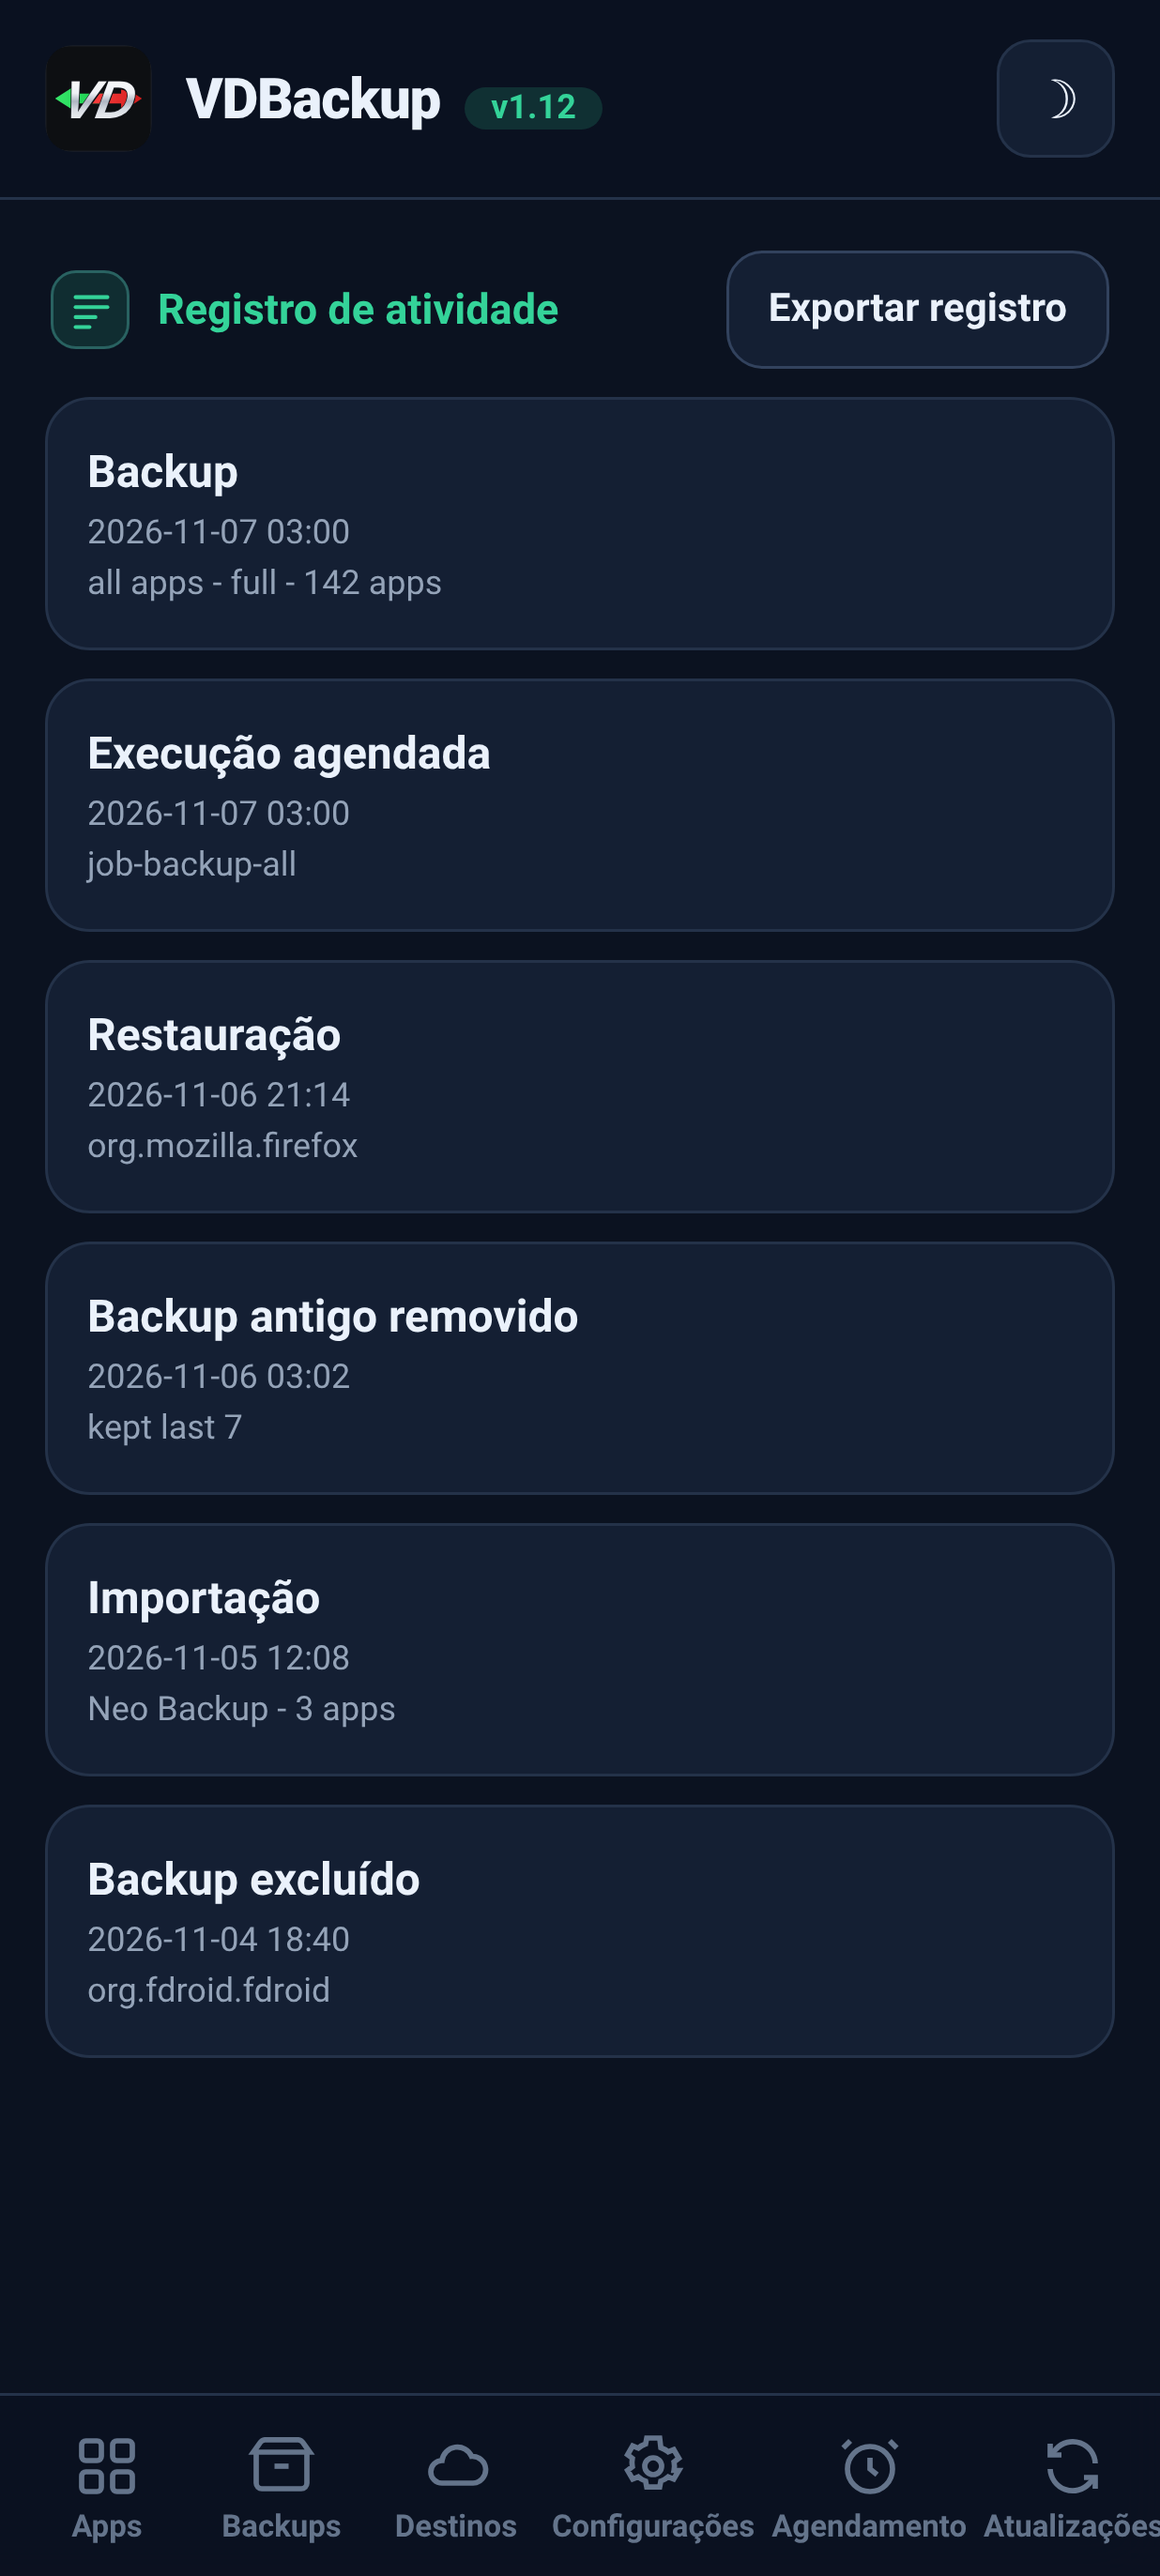 VD
VDBackup v1.12
Registro de atividade
Exportar registro
Backup
2026-11-07 03:00
all apps - full - 142 apps
Execução agendada
2026-11-07 03:00
job-backup-all
Restauração
2026-11-06 21:14
org.mozilla.firefox
Backup antigo removido
2026-11-06 03:02
kept last 7
Importação
2026-11-05 12:08
Neo Backup - 3 apps
Backup excluído
2026-11-04 18:40
org.fdroid.fdroid
Apps Backups Destinos Configurações Agendamento Atualizações